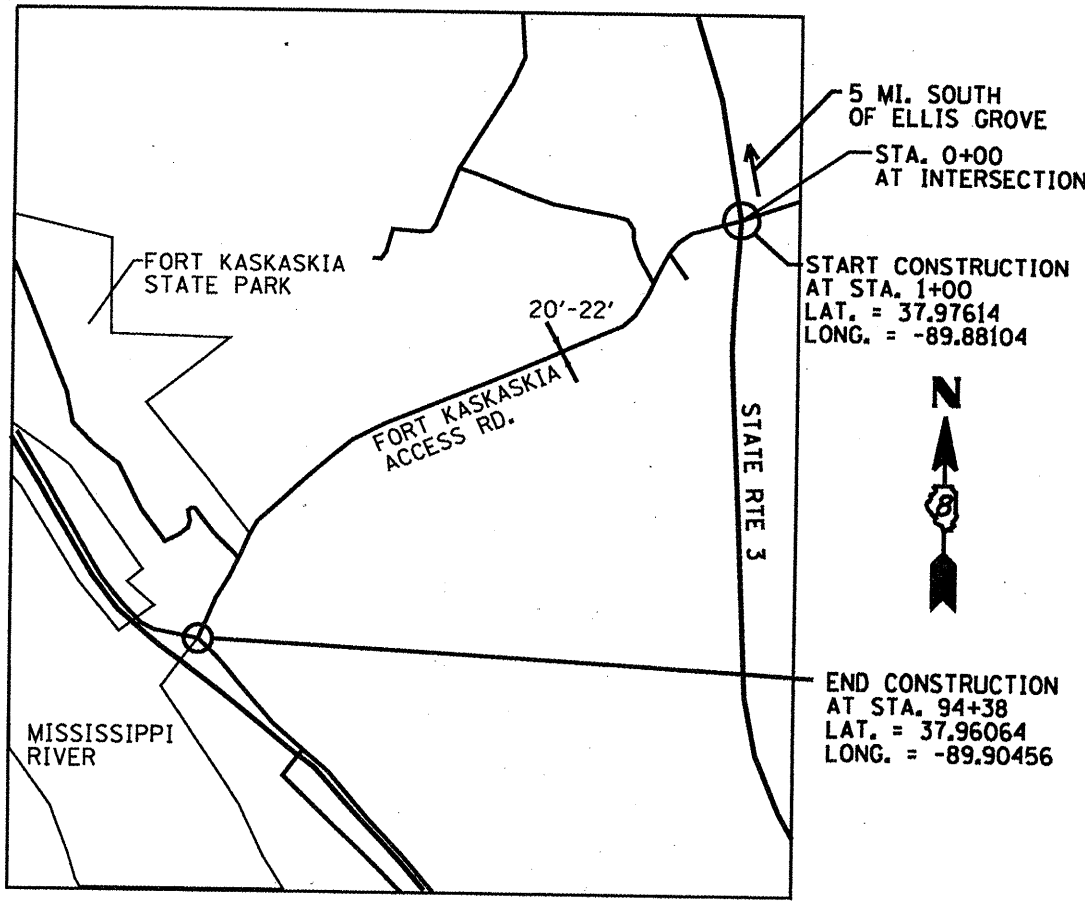 5 MI. SOUTH
OF ELLIS GROVE
STA. 0+00
AT INTERSECTION
FORT KASKASKIA
STATE PARK
START CONSTRUCTION
AT STA. 1+00
LAT. = 37.97614
LONG. = -89.88104
20'-22'
FORT KASKASKIA
ACCESS RD.
N
8
STATE RTE 3
END CONSTRUCTION
AT STA. 94+38
LAT. = 37.96064
LONG. = -89.90456
MISSISSIPPI
RIVER